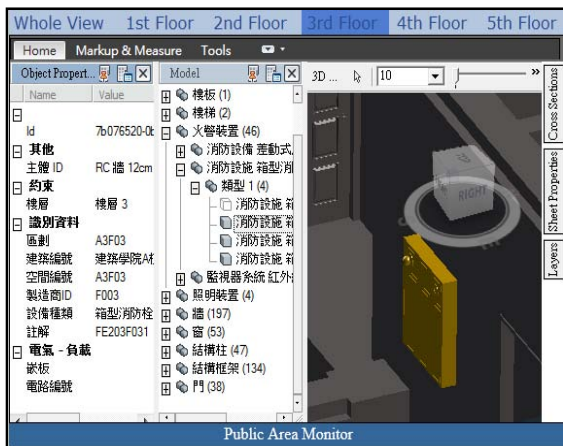 Whole View 1st Floor 2nd Floor 3rd Floor 4th Floor 5th Floor
Home Markup & Measure Tools
Object Propert...
Name Value
Id 7b076520-0b
其他
主體 ID RC 牆 12cm
約束
樓層 樓層 3
識別資料
區劃 A3F03
建築編號 建築學院A棟
空間編號 A3F03
製造商ID F003
設備種類 箱型消防栓
註解 FE203F031
電氣 - 負載
嵌板
電路編號
Model
樓板 (1)
樓梯 (2)
火警裝置 (46)
消防設備 差動式
消防設施 箱型消
類型 1 (4)
消防設施 箱
消防設施 箱
消防設施 箱
監視器系統 紅外
照明裝置 (4)
牆 (197)
窗 (53)
結構柱 (47)
結構框架 (134)
門 (38)
3D ... 10 »
RIGHT
Cross Sections
Sheet Properties
Layers
Public Area Monitor